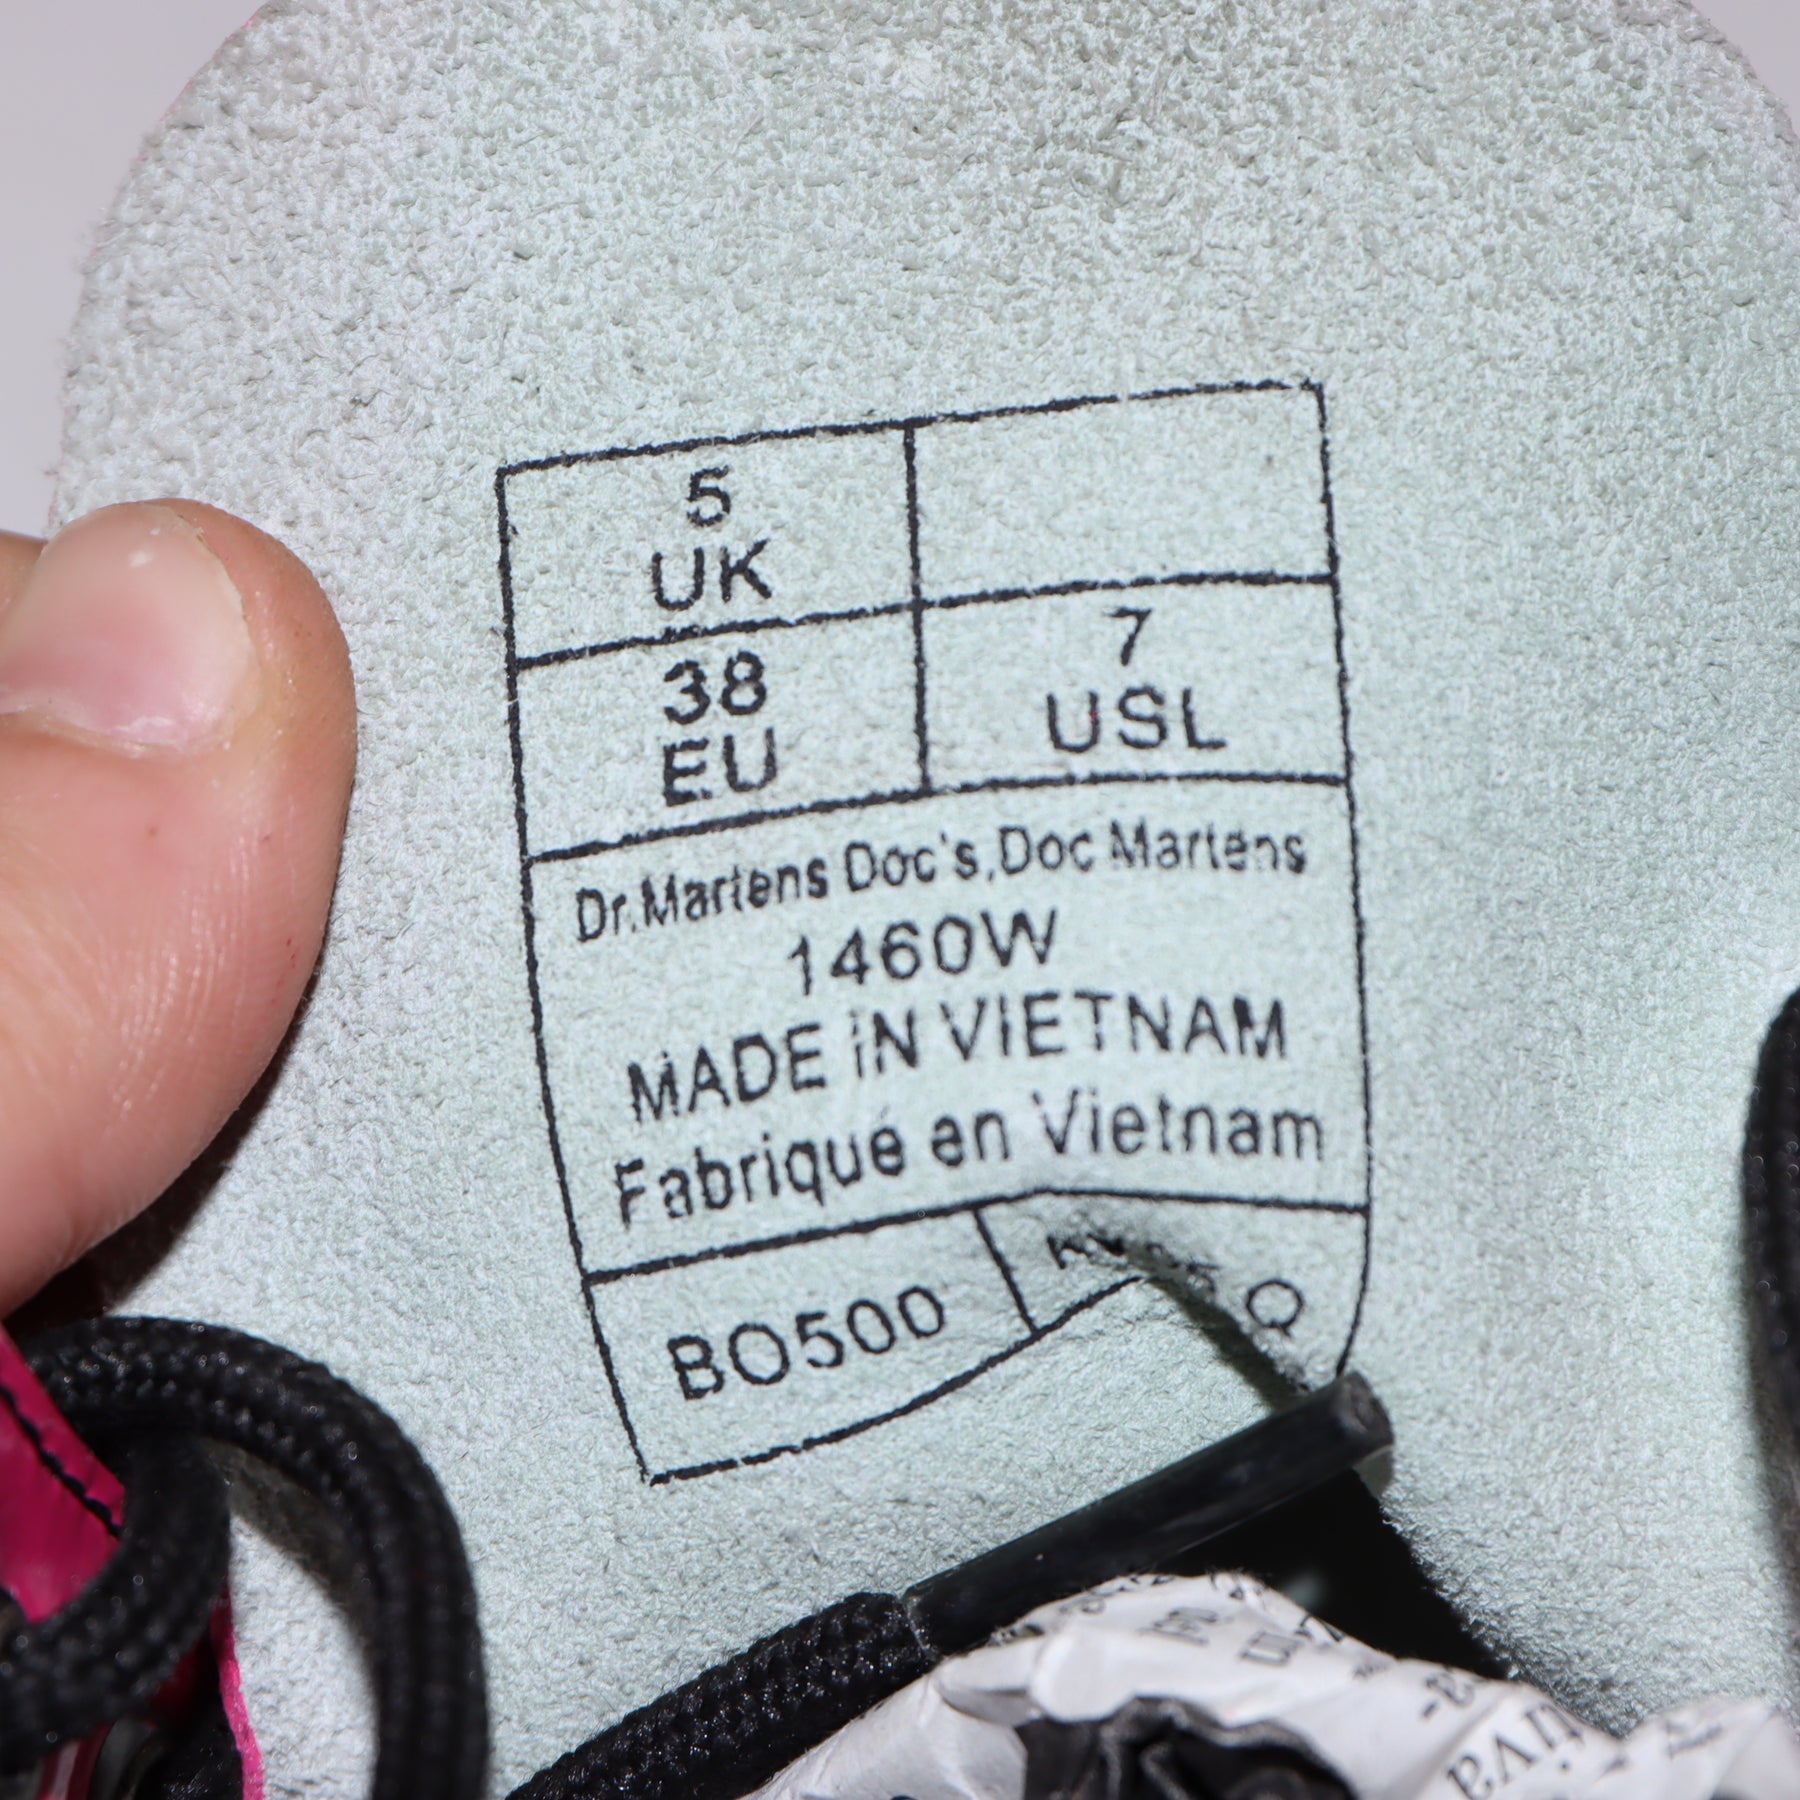 5
UK
38
EU
7
USL
Dr.Martens Doc's,Doc Martens
1460W
MADE iN VIETNAM
Fabriqué en Vietnam
BO500
Q